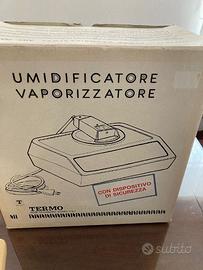 UMIDIFICATORE
VAPORIZZATORE
CON DISPOSITIVO
DI SICUREZZA
T TERMO
subito